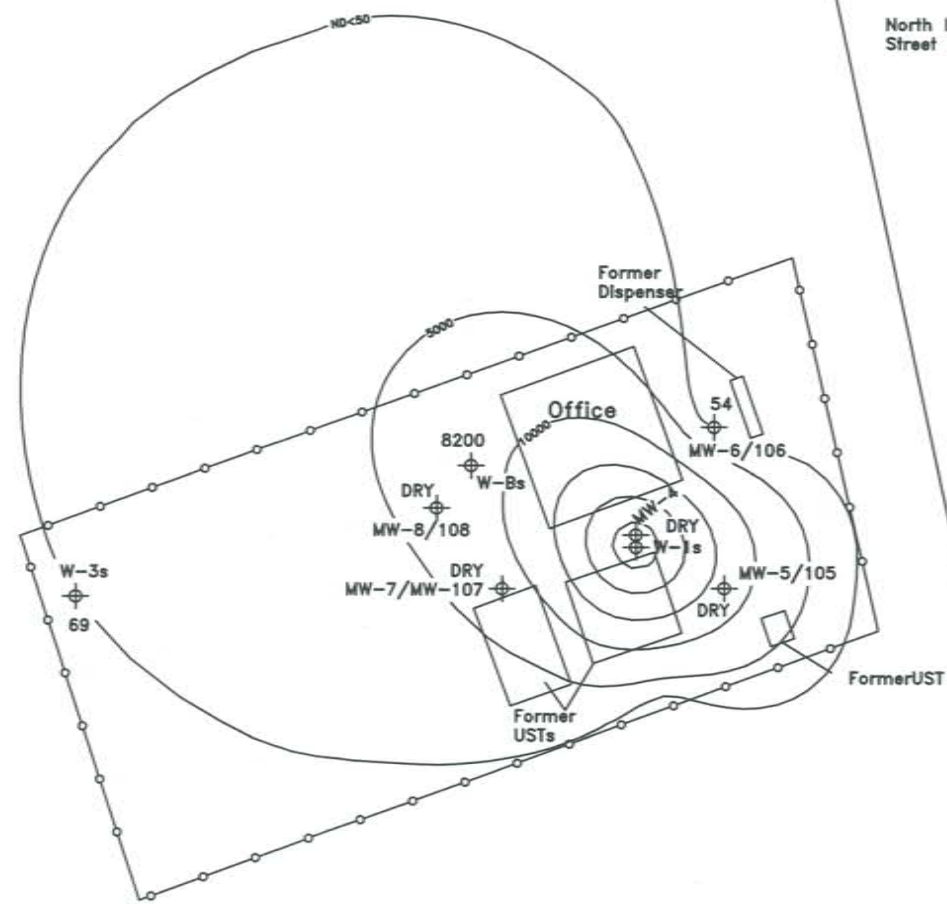 ND<50
North
Street
Former
Dispenser
5000
Office
54
10000
8200
MW-6/106
W-Bs
DRY
MW-4
MW-8/108
DRY
W-1s
W-3s
DRY
MW-5/105
MW-7/MW-107
DRY
69
FormerUST
Former
USTs